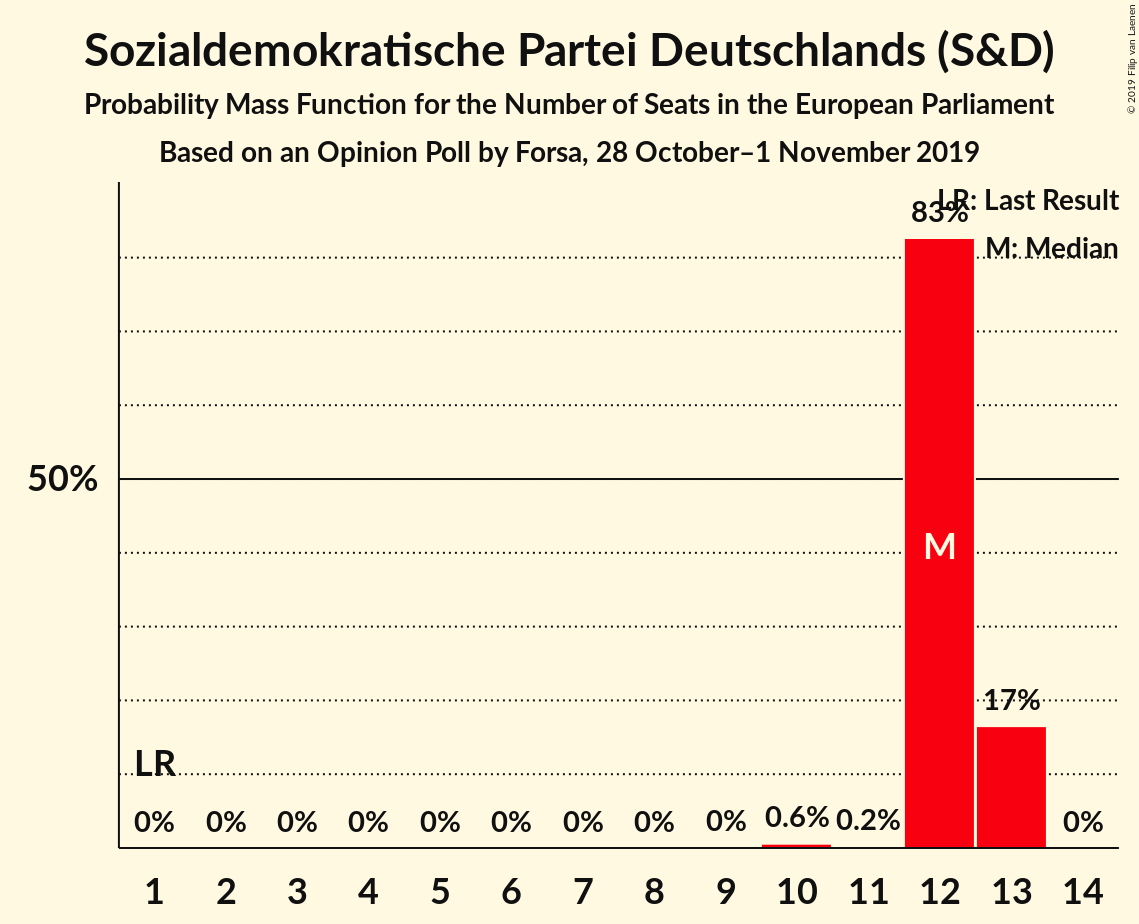 Sozialdemokratische Partei Deutschlands (S&D)
Probability Mass Function for the Number of Seats in the European Parliament
Based on an Opinion Poll by Forsa, 28 October–1 November 2019
© 2019 Filip van Laenen
LR: Last Result
M: Median
83%
50%
M
17%
LR
0% 0% 0% 0% 0% 0% 0% 0% 0% 0.6% 0.2% 0%
1 2 3 4 5 6 7 8 9 10 11 12 13 14